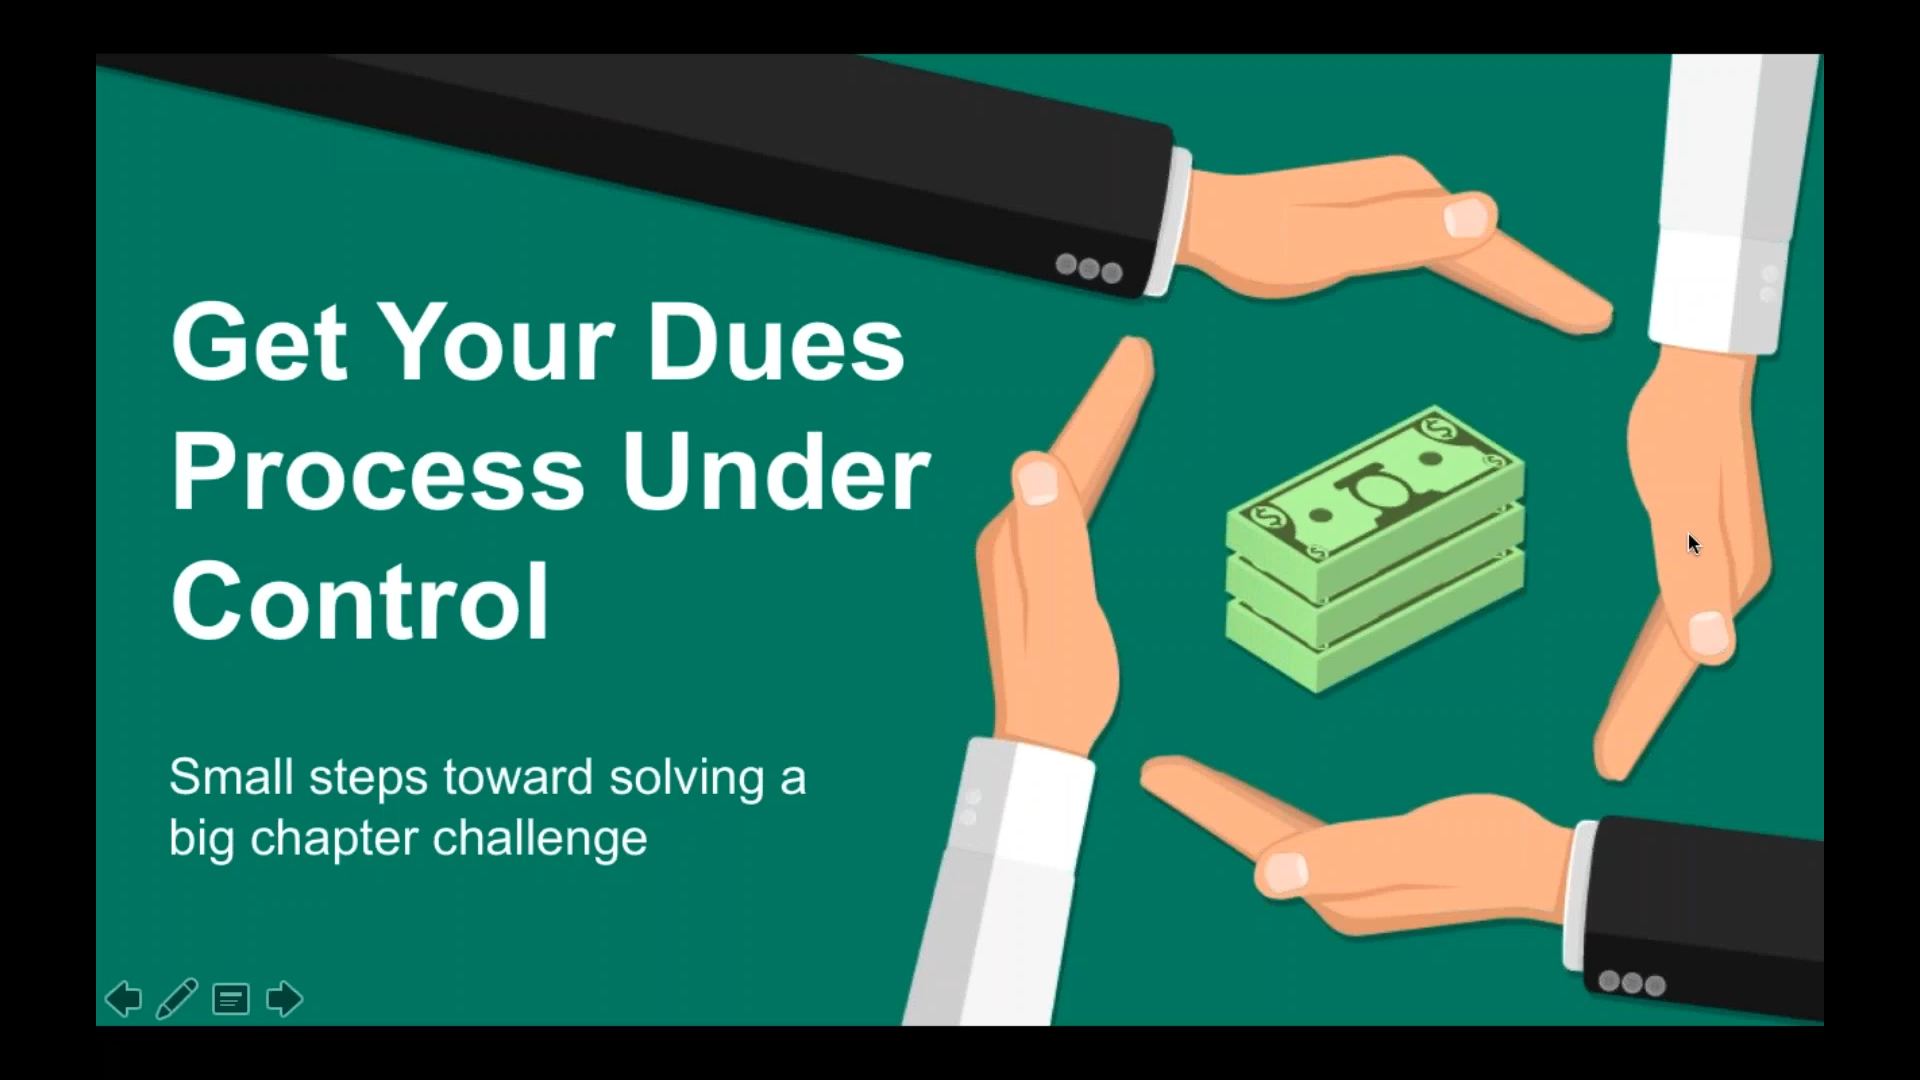 Get Your Dues
Process Under
Control
Small steps toward solving a
big chapter challenge